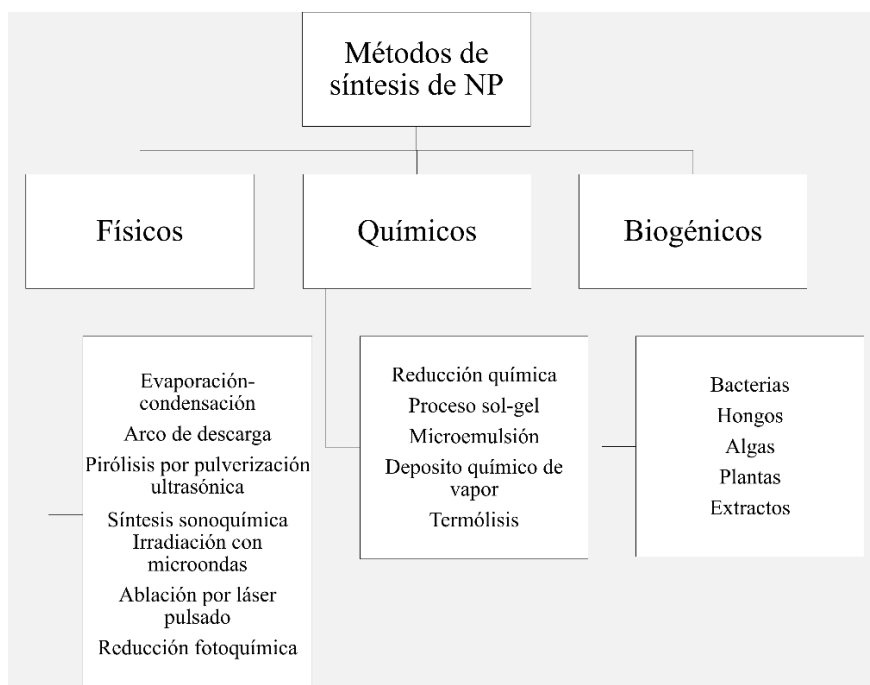 Métodos de
síntesis de NP
Físicos
Químicos
Biogénicos
Evaporación-
condensación
Arco de descarga
Pirólisis por pulverización
ultrasónica
Síntesis sonoquímica
Irradiación con
microondas
Ablación por láser
pulsado
Reducción fotoquímica
Reducción química
Proceso sol-gel
Microemulsión
Deposito químico de
vapor
Termólisis
Bacterias
Hongos
Algas
Plantas
Extractos